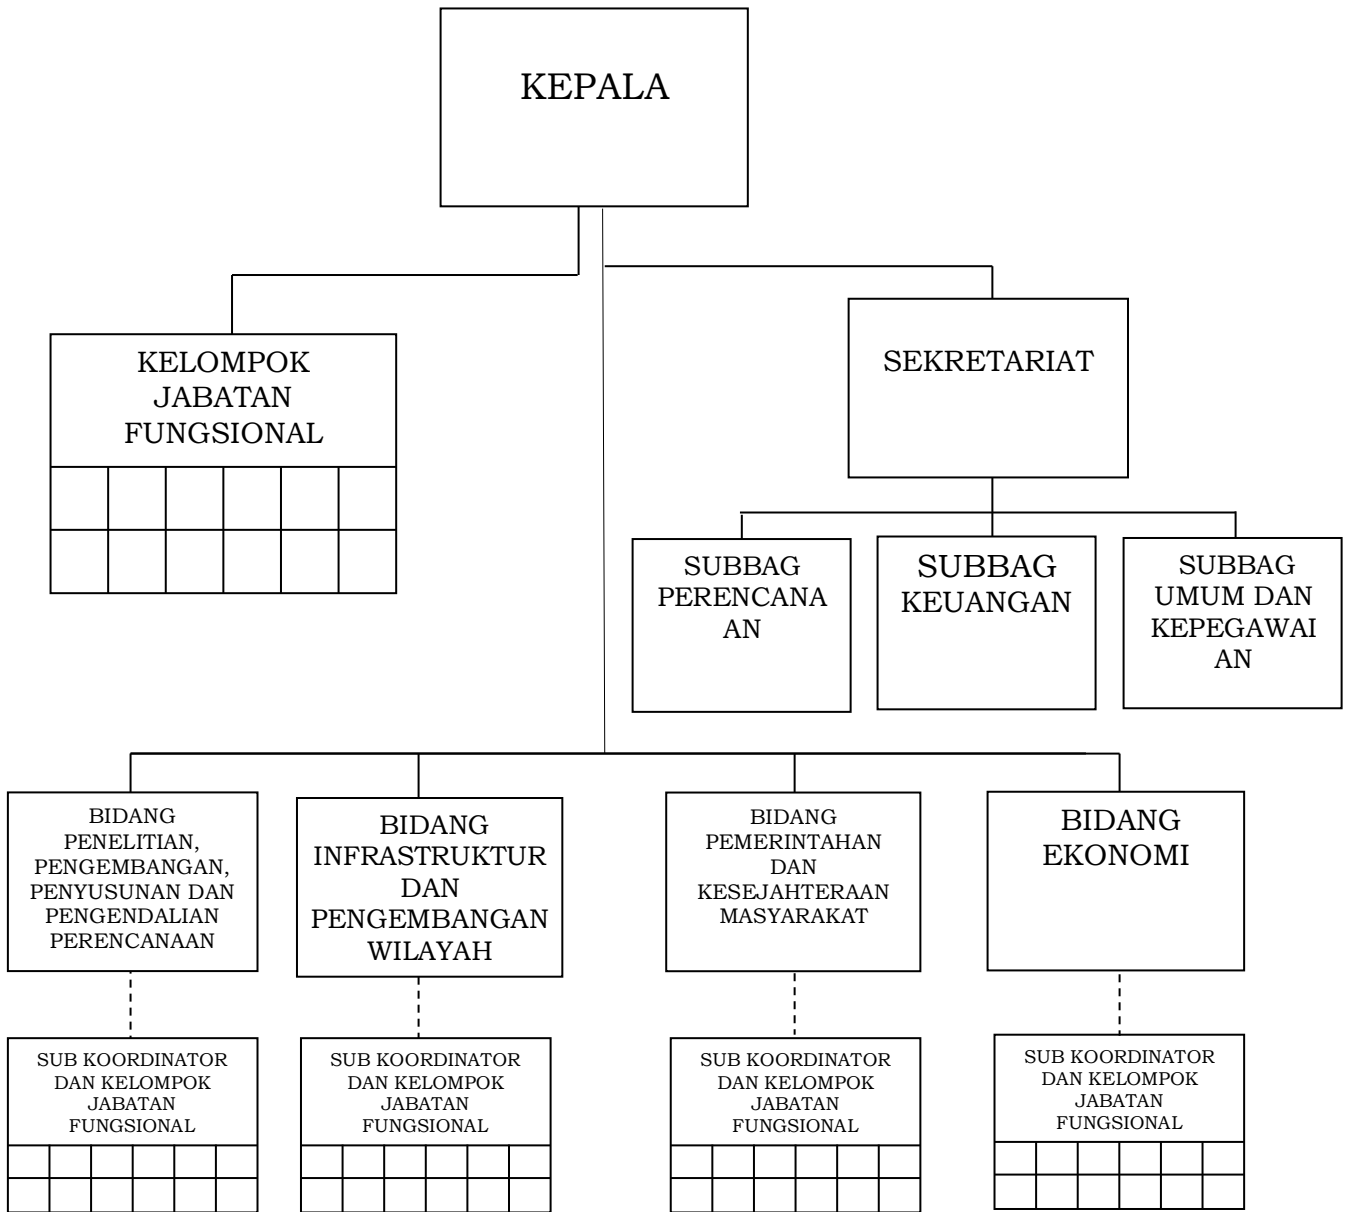 KEPALA
KELOMPOK
JABATAN
FUNGSIONAL
SEKRETARIAT
SUBBAG
PERENCANA
AN
SUBBAG
KEUANGAN
SUBBAG
UMUM DAN
KEPEGAWAI
AN
BIDANG
PENELITIAN,
PENGEMBANGAN,
PENYUSUNAN DAN
PENGENDALIAN
PERENCANAAN
BIDANG
INFRASTRUKTUR
DAN
PENGEMBANGAN
WILAYAH
BIDANG
PEMERINTAHAN
DAN
KESEJAHTERAAN
MASYARAKAT
BIDANG
EKONOMI
SUB KOORDINATOR
DAN KELOMPOK
JABATAN
FUNGSIONAL
SUB KOORDINATOR
DAN KELOMPOK
JABATAN
FUNGSIONAL
SUB KOORDINATOR
DAN KELOMPOK
JABATAN
FUNGSIONAL
SUB KOORDINATOR
DAN KELOMPOK
JABATAN
FUNGSIONAL